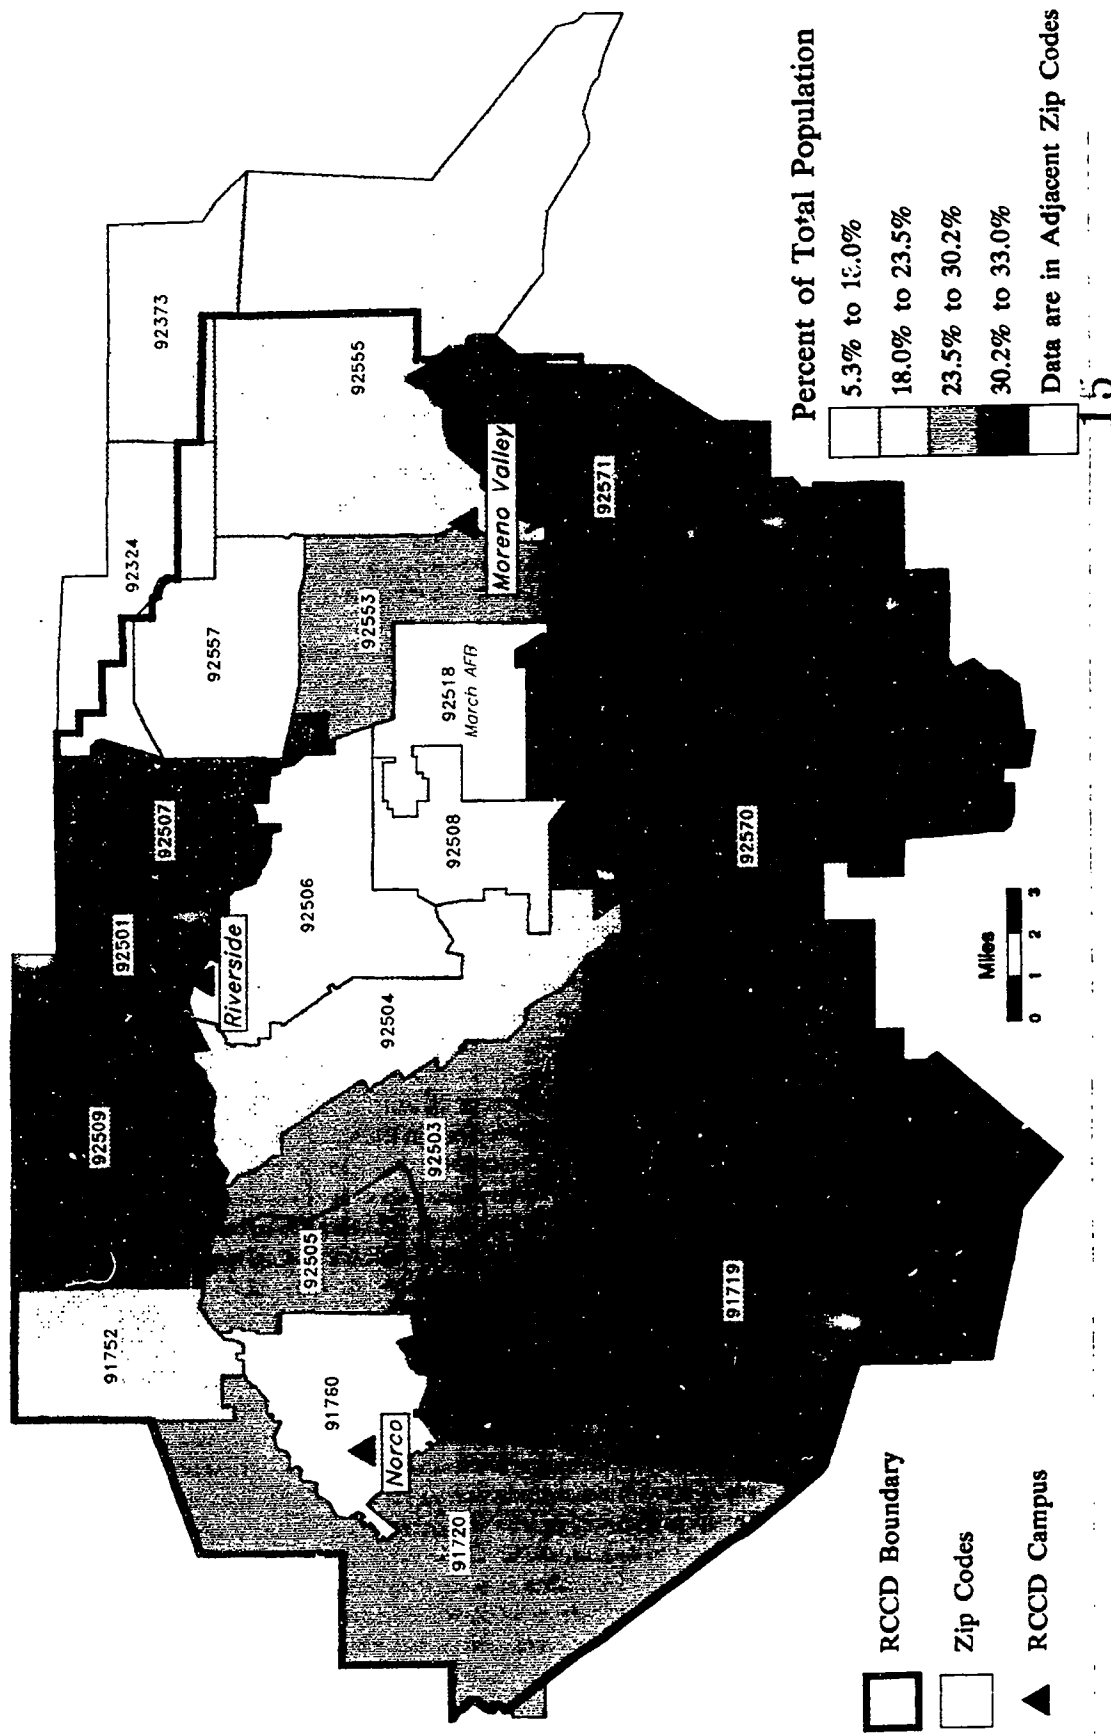 92373
92324
92555
92557
92553
92518
March AFB
Moreno Valley
92571
92507
92501
92506
92508
Riverside
92504
92570
92509
92503
92505
91719
91752
91760
Norco
91720
Percent of Total Population
18.0% to 23.5%
23.5% to 30.2%
30.2% to 33.0%
Data are in Adjacent Zip Codes
Miles
0 1 2 3
RCCD Boundary
Zip Codes
RCCD Campus
15